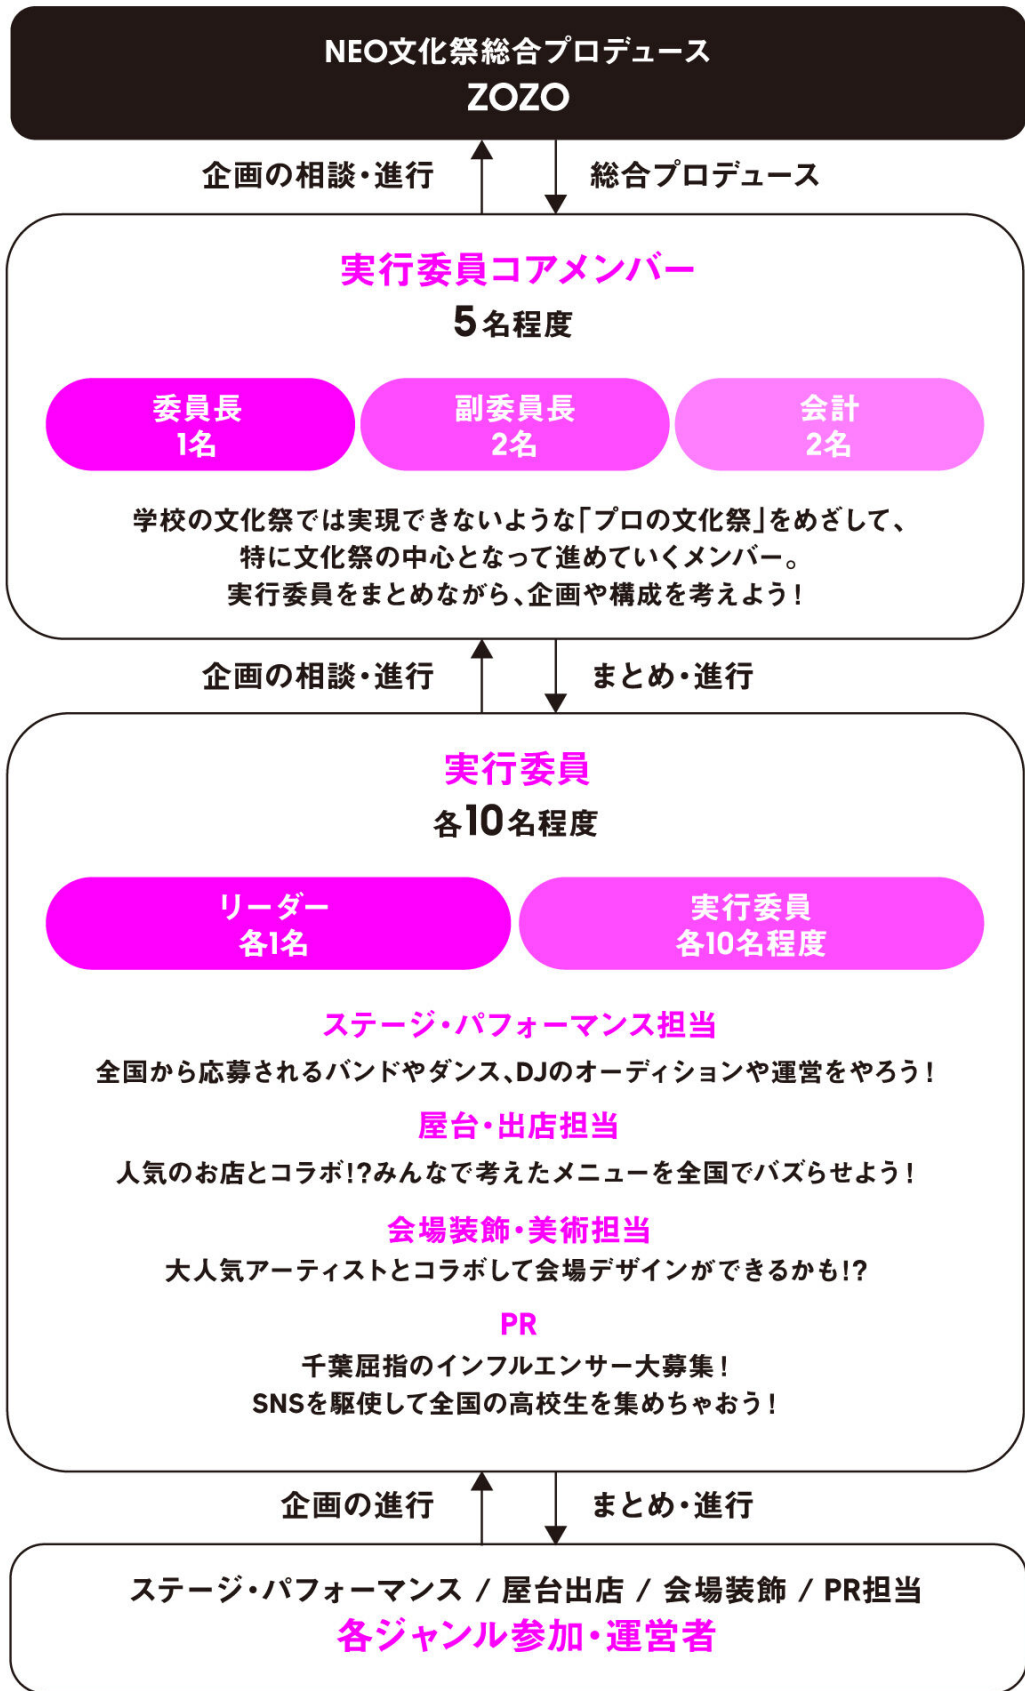 NEO文化祭総合プロデュース
ZOZO
企画の相談・進行
総合プロデュース
実行委員コアメンバー
5名程度
委員長
1名
副委員長
2名
会計
2名
学校の文化祭では実現できないような「プロの文化祭」をめざして、
特に文化祭の中心となって進めていくメンバー。
実行委員をまとめながら、企画や構成を考えよう!
企画の相談・進行
まとめ・進行
実行委員
各10名程度
リーダー
各1名
実行委員
各10名程度
ステージ・パフォーマンス担当
全国から応募されるバンドやダンス、DJのオーディションや運営をやろう!
屋台・出店担当
人気のお店とコラボ!?みんなで考えたメニューを全国でバズらせよう!
会場装飾・美術担当
大人気アーティストとコラボして会場デザインができるかも!?
PR
千葉屈指のインフルエンサー大募集!
SNSを駆使して全国の高校生を集めちゃおう!
企画の進行
まとめ・進行
ステージ・パフォーマンス / 屋台出店 / 会場装飾 / PR担当
各ジャンル参加・運営者